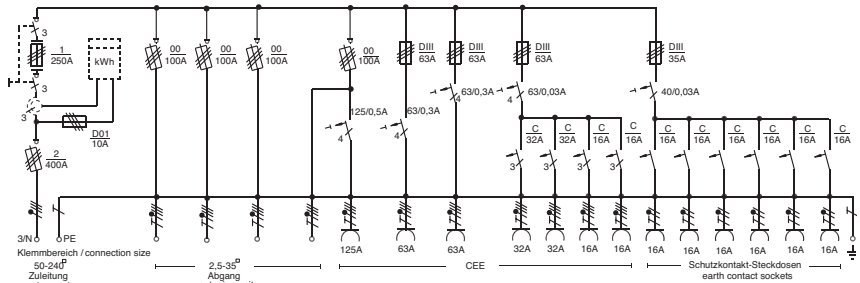 3
1
250A
kWh
3
3
D01
10A
2
400A
00
100A
00
100A
00
100A
00
100A
DIII
63A
DIII
63A
DIII
63A
DIII
35A
125/0,5A
4
63/0,3A
4
63/0,3A
4
63/0,03A
4
40/0,03A
C
32A
C
32A
C
16A
C
16A
3
3
3
3
C
16A
C
16A
C
16A
C
16A
C
16A
C
16A
3/N
PE
125A
63A
63A
32A
32A
16A
16A
16A
16A
16A
16A
16A
16A
Klemmbereich / connection size
50-240
Zuleitung
2,5-35
Abgang
CEE
Schutzkontakt-Steckdosen
earth contact sockets